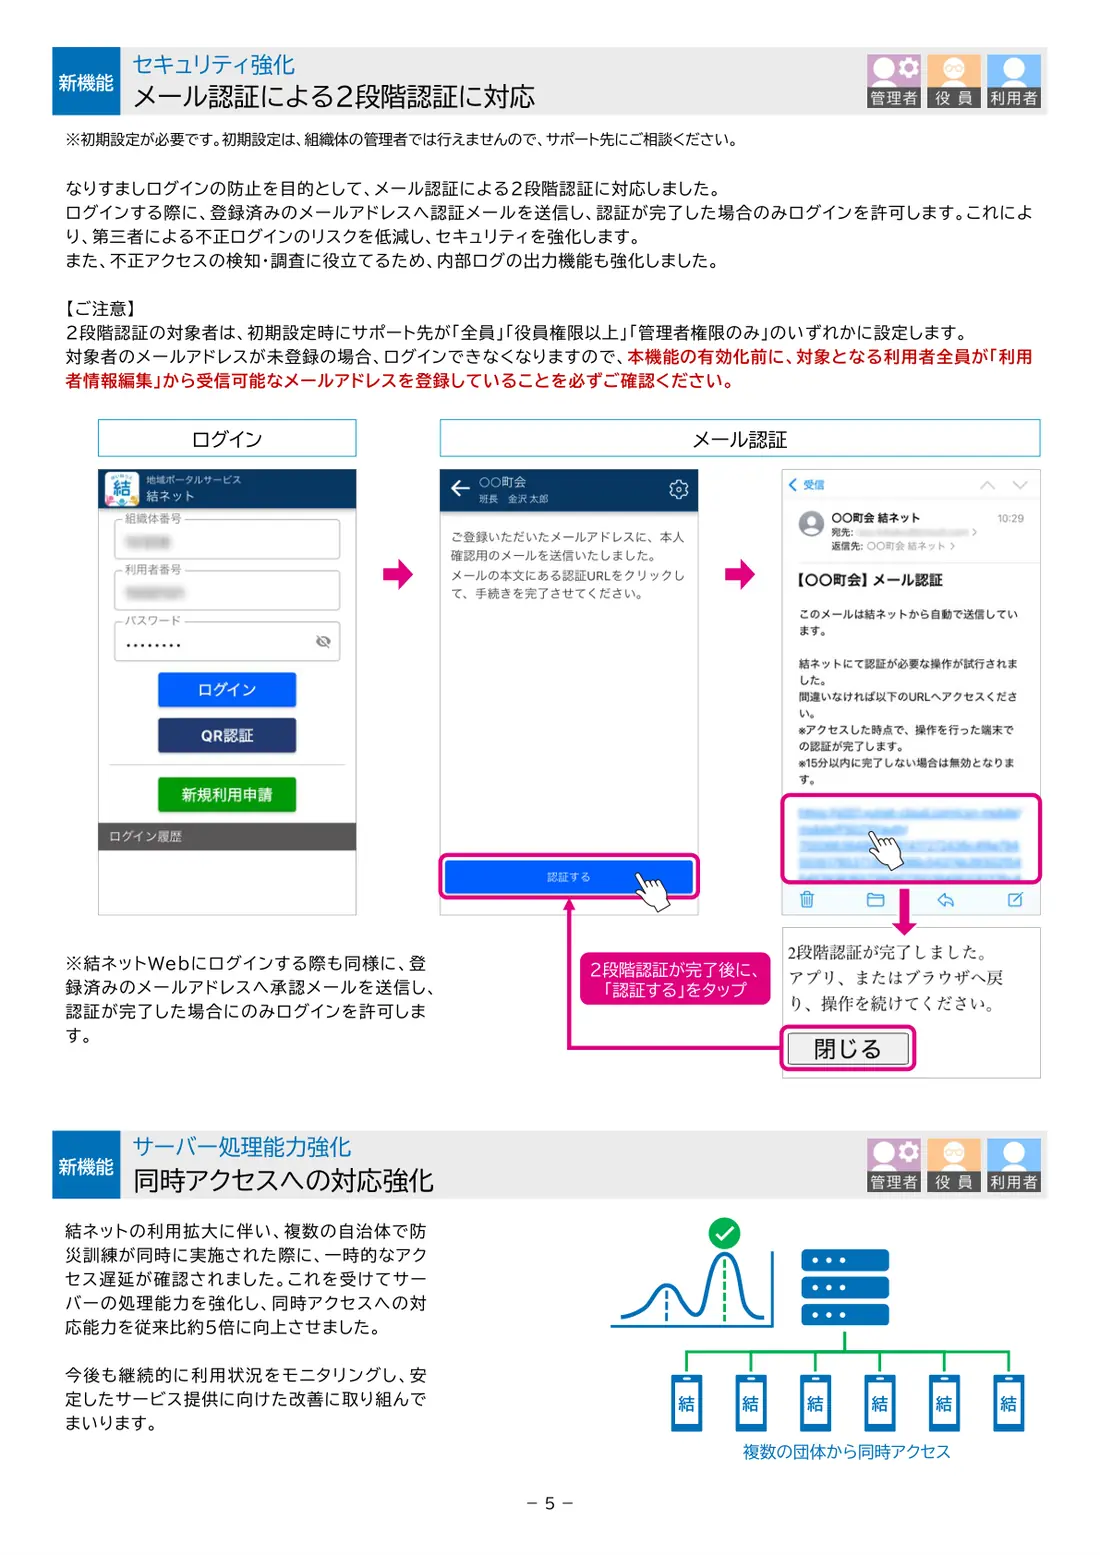 新機能
セキュリティ強化
メール認証による2段階認証に対応
管理者 役員 利用者
※初期設定が必要です。初期設定は、組織体の管理者では行えませんので、サポート先にご相談ください。
なりすましログインの防止を目的として、メール認証による2段階認証に対応しました。
ログインする際に、登録済みのメールアドレスへ認証メールを送信し、認証が完了した場合のみログインを許可します。これによ
り、第三者による不正ログインのリスクを低減し、セキュリティを強化します。
また、不正アクセスの検知・調査に役立てるため、内部ログの出力機能も強化しました。
【ご注意】
2段階認証の対象者は、初期設定時にサポート先が「全員」「役員権限以上」「管理者権限のみ」のいずれかに設定します。
対象者のメールアドレスが未登録の場合、ログインできなくなりますので、本機能の有効化前に、対象となる利用者全員が「利用
者情報編集」から受信可能なメールアドレスを登録していることを必ずご確認ください。
ログイン
結
地域ポータルサービス
結ネット
組織体番号
利用者番号
パスワード
••••••••
ログイン
QR認証
新規利用申請
ログイン履歴
メール認証
〇〇町会
班長 金沢 太郎
ご登録いただいたメールアドレスに、本人
確認用のメールを送信いたしました。
メールの本文にある認証URLをクリックし
て、手続きを完了させてください。
認証する
受信
〇〇町会 結ネット
10:29
宛先:
返信先: 〇〇町会 結ネット
【〇〇町会】メール認証
このメールは結ネットから自動で送信してい
ます。
結ネットにて認証が必要な操作が試行されま
した。
間違いなければ以下のURLへアクセスくださ
い。
※アクセスした時点で、操作を行った端末で
の認証が完了します。
※15分以内に完了しない場合は無効となりま
す。
2段階認証が完了しました。
アプリ、またはブラウザへ戻
り、操作を続けてください。
閉じる
2段階認証が完了後に、
「認証する」をタップ
※結ネットWebにログインする際も同様に、登
録済みのメールアドレスへ承認メールを送信し、
認証が完了した場合にのみログインを許可しま
す。
新機能
サーバー処理能力強化
同時アクセスへの対応強化
管理者 役員 利用者
結ネットの利用拡大に伴い、複数の自治体で防
災訓練が同時に実施された際に、一時的なアク
セス遅延が確認されました。これを受けてサー
バーの処理能力を強化し、同時アクセスへの対
応能力を従来比約5倍に向上させました。
今後も継続的に利用状況をモニタリングし、安
定したサービス提供に向けた改善に取り組んで
まいります。
結 結 結 結 結 結
複数の団体から同時アクセス
− 5 −